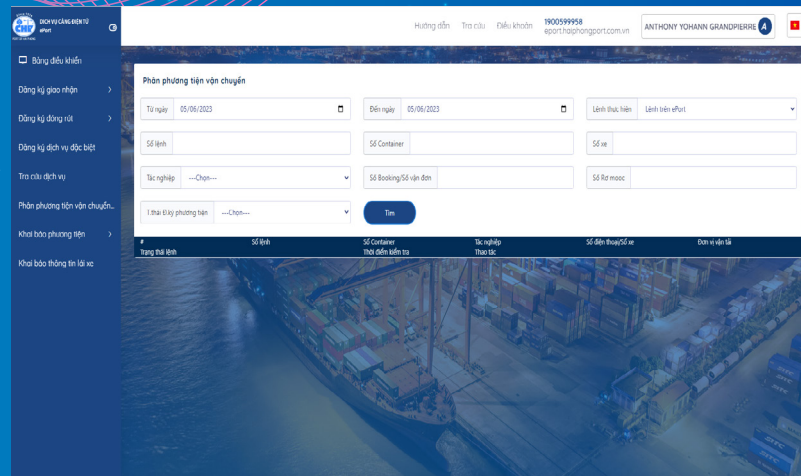 DỊCH VỤ CẢNG ĐIỆN TỬ
ePort
Hướng dẫn Tra cứu Điều khoản 1900599958
eport.haiphongport.com.vn
ANTHONY YOHANN GRANDPIERRE A
Bảng điều khiển
Đăng ký giao nhận
Đăng ký đóng rút
Đăng ký dịch vụ đặc biệt
Tra cứu dịch vụ
Phân phương tiện vận chuyển...
Khai báo phương tiện
Khai báo thông tin lái xe
Phân phương tiện vận chuyển
Từ ngày 05/06/2023 Đến ngày 05/06/2023 Lệnh thực hiện Lệnh trên ePort
Số lệnh Số Container Số xe
Tác nghiệp ---Chọn--- Số Booking/Số vận đơn Số Rơ mooc
T.thái Đ.ký phương tiện ---Chọn--- Tìm
# Số lệnh Số Container Tác nghiệp Số điện thoại/Số xe Đơn vị vận tải
Trạng thái lệnh Thời điểm kiểm tra Thao tác